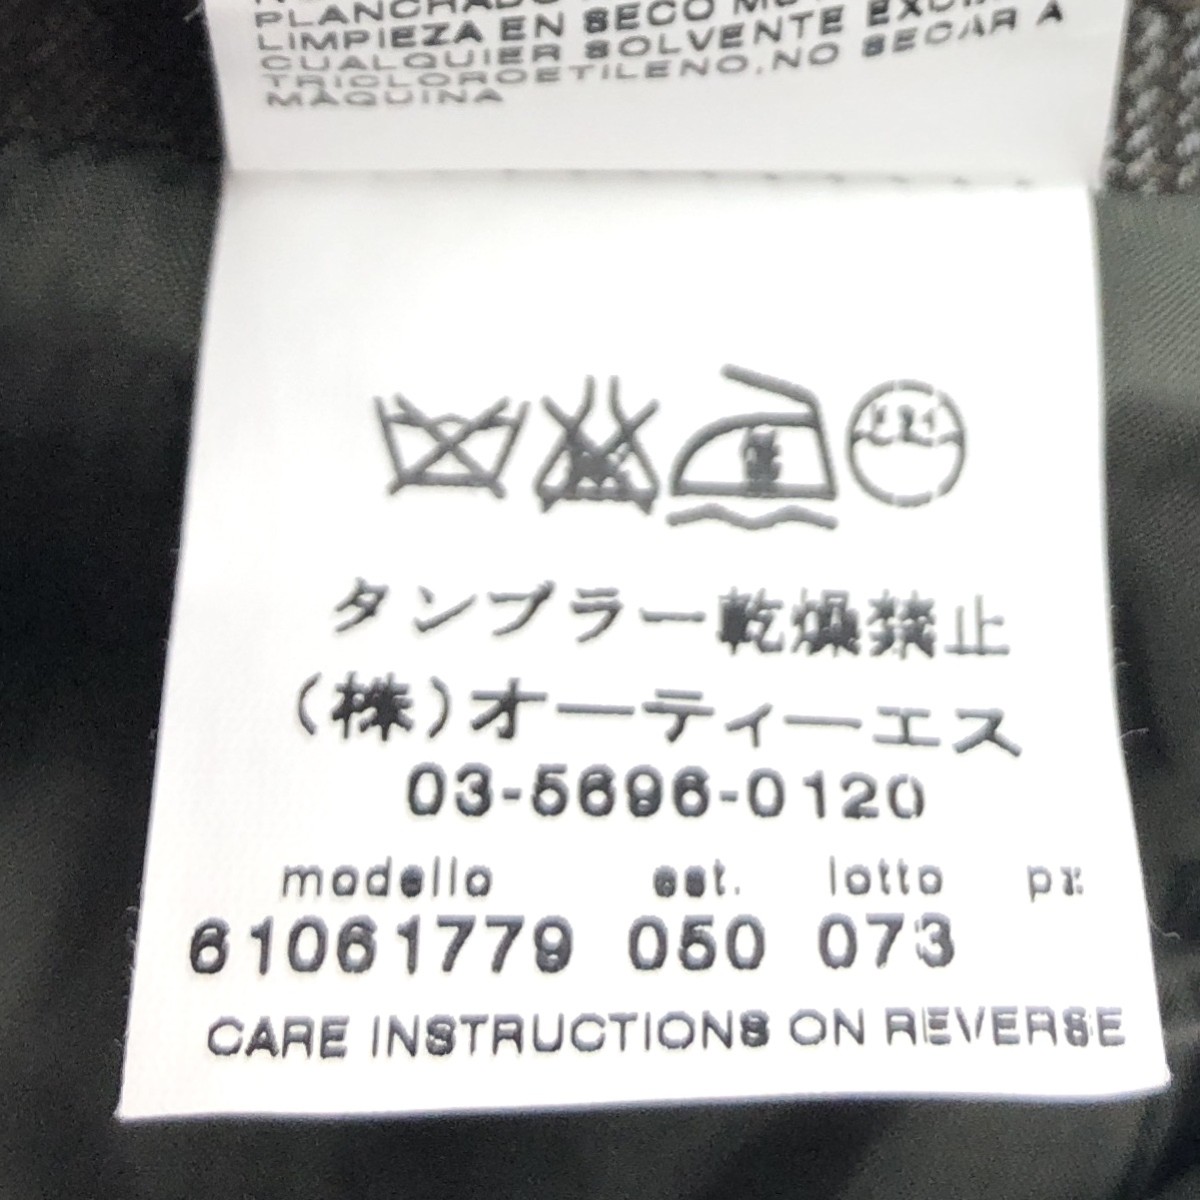 PLANCHADO
LIMPIEZA EN SECO
CUALQUIER SOLVENTE
TRICLOROETILENO.NO SECAR A
MAQUINA
タンブラー乾燥禁止
(株)オーティーエス
03-5696-0120
modello est. lotto
61061779 050 073
CARE INSTRUCTIONS ON REVERSE